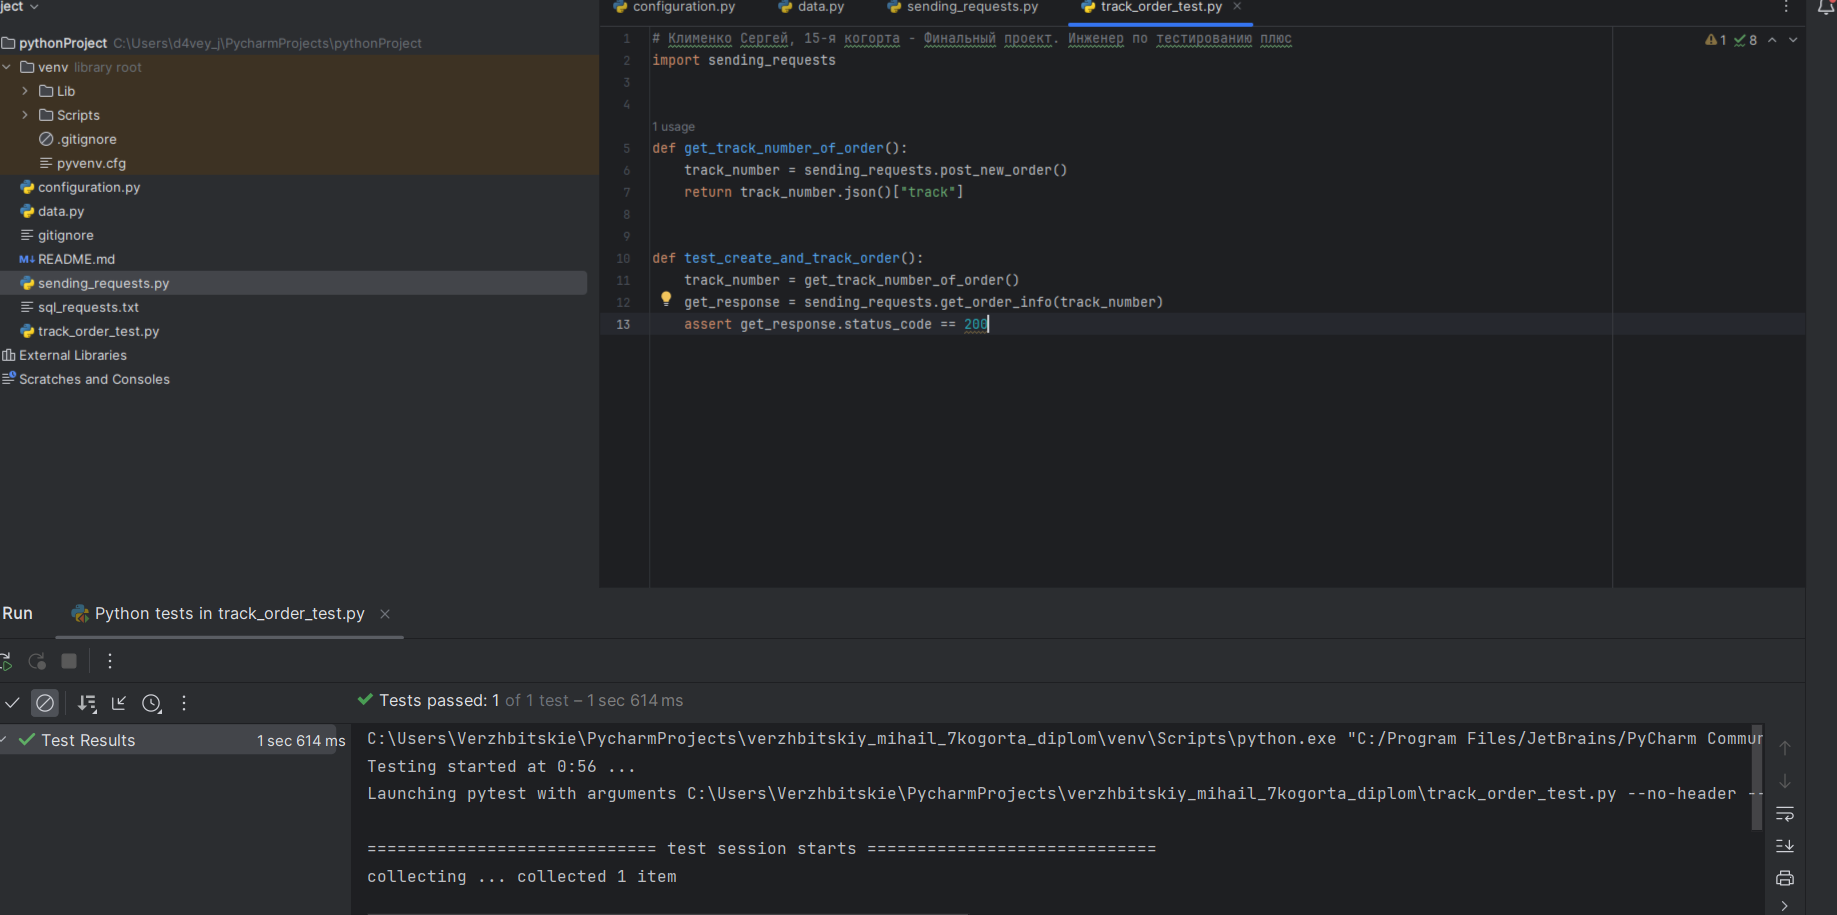 ject
configuration.py
data.py
sending_requests.py
track_order_test.py
pythonProject C:\Users\d4vey_j\PycharmProjects\pythonProject
venv library root
Lib
Scripts
.gitignore
pyvenv.cfg
configuration.py
data.py
gitignore
M↓ README.md
sending_requests.py
sql_requests.txt
track_order_test.py
External Libraries
Scratches and Consoles
1 # Клименко Сергей, 15-я когорта - Финальный проект. Инженер по тестированию плюс
1 8
2 import sending_requests
3
4
1 usage
5 def get_track_number_of_order():
6 track_number = sending_requests.post_new_order()
7 return track_number.json()["track"]
8
9
10 def test_create_and_track_order():
11 track_number = get_track_number_of_order()
12 get_response = sending_requests.get_order_info(track_number)
13 assert get_response.status_code == 200
Run Python tests in track_order_test.py
Tests passed: 1 of 1 test – 1 sec 614 ms
Test Results 1 sec 614 ms
C:\Users\Verzhbitskie\PycharmProjects\verzhbitskiy_mihail_7kogorta_diplom\venv\Scripts\python.exe "C:/Program Files/JetBrains/PyCharm Commun
Testing started at 0:56 ...
Launching pytest with arguments C:\Users\Verzhbitskie\PycharmProjects\verzhbitskiy_mihail_7kogorta_diplom\track_order_test.py --no-header --
============================= test session starts =============================
collecting ... collected 1 item